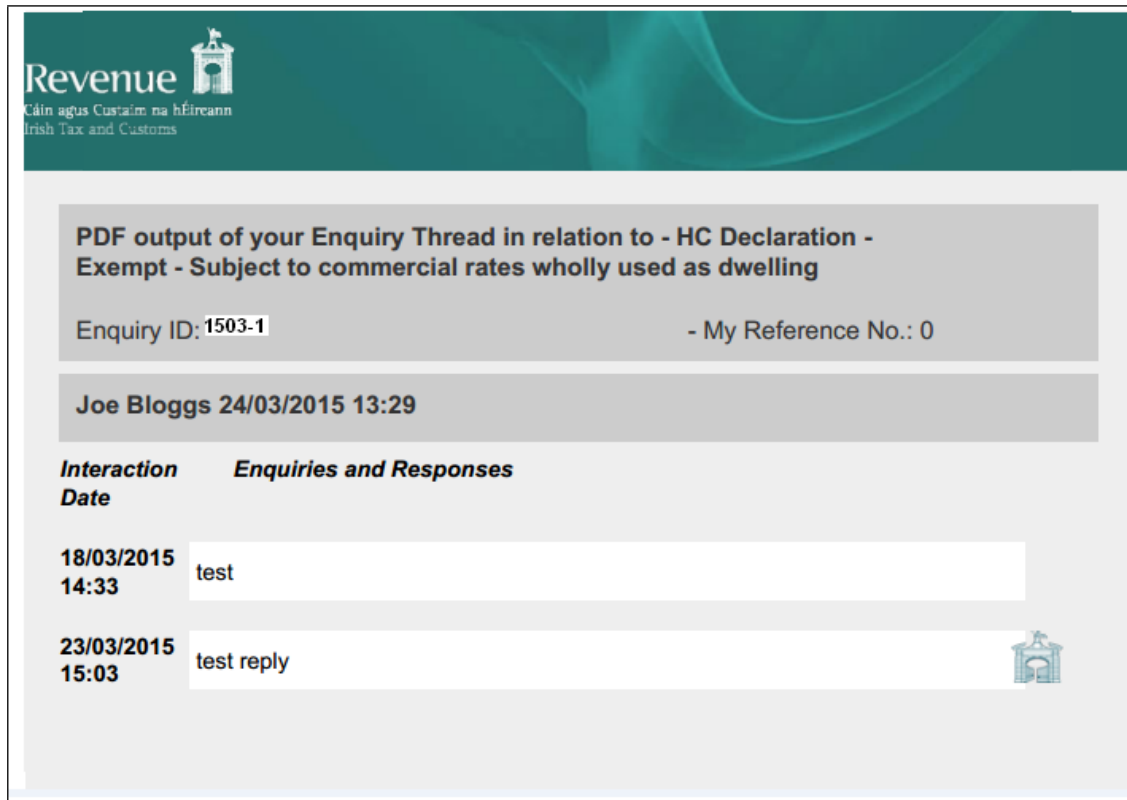 Revenue
Cáin agus Custaim na hÉireann
Irish Tax and Customs
PDF output of your Enquiry Thread in relation to - HC Declaration -
Exempt - Subject to commercial rates wholly used as dwelling
Enquiry ID: 1503-1 - My Reference No.: 0
Joe Bloggs 24/03/2015 13:29
Interaction Date Enquiries and Responses
18/03/2015 14:33 test
23/03/2015 15:03 test reply